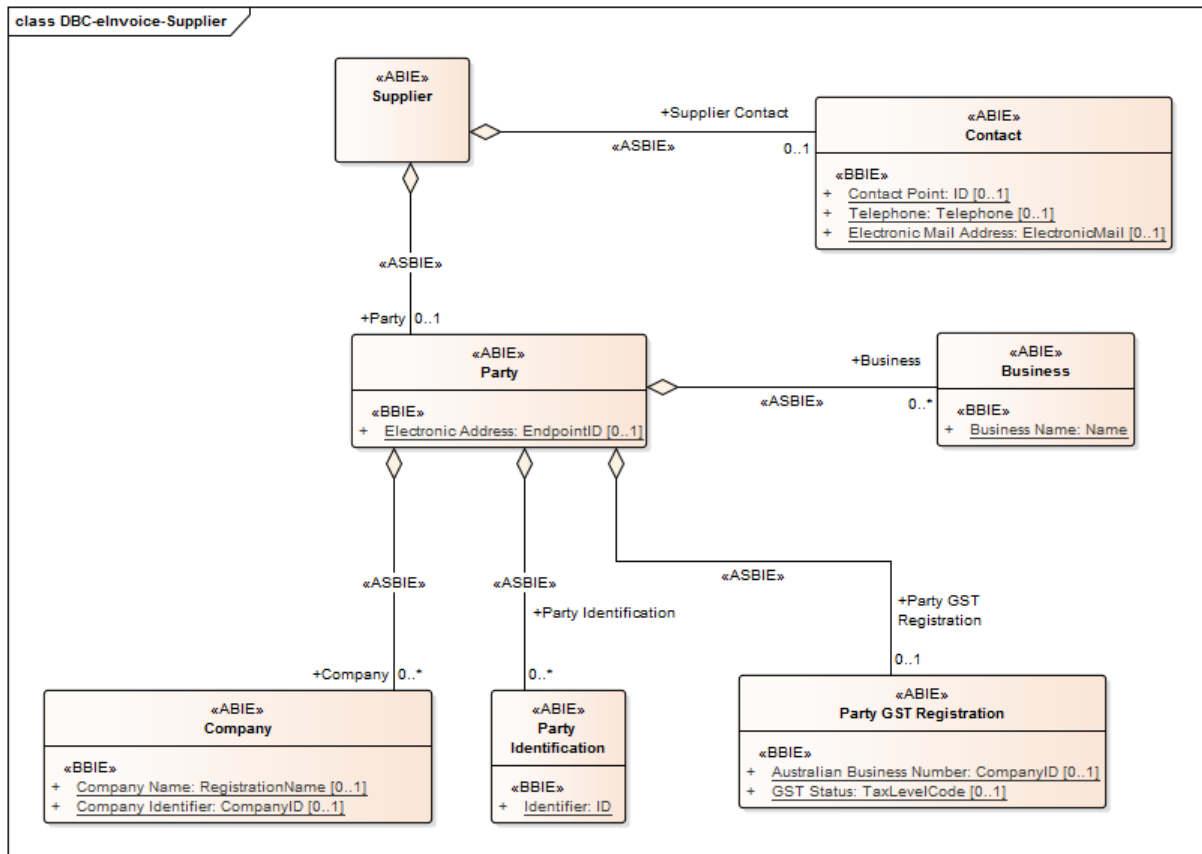 class DBC-eInvoice-Supplier
«ABIE»
Supplier
+Supplier Contact
«ASBIE»
0..1
«ABIE»
Contact
«BBIE»
+ Contact Point: ID [0..1]
+ Telephone: Telephone [0..1]
+ Electronic Mail Address: ElectronicMail [0..1]
«ASBIE»
+Party 0..1
«ABIE»
Party
«BBIE»
+ Electronic Address: EndpointID [0..1]
+Business
«ASBIE»
0..*
«ABIE»
Business
«BBIE»
+ Business Name: Name
«ASBIE»
+Company 0..*
«ASBIE»
+Party Identification
0..*
«ASBIE»
+Party GST
Registration
0..1
«ABIE»
Company
«BBIE»
+ Company Name: RegistrationName [0..1]
+ Company Identifier: CompanyID [0..1]
«ABIE»
Party
Identification
«BBIE»
+ Identifier: ID
«ABIE»
Party GST Registration
«BBIE»
+ Australian Business Number: CompanyID [0..1]
+ GST Status: TaxLevelCode [0..1]